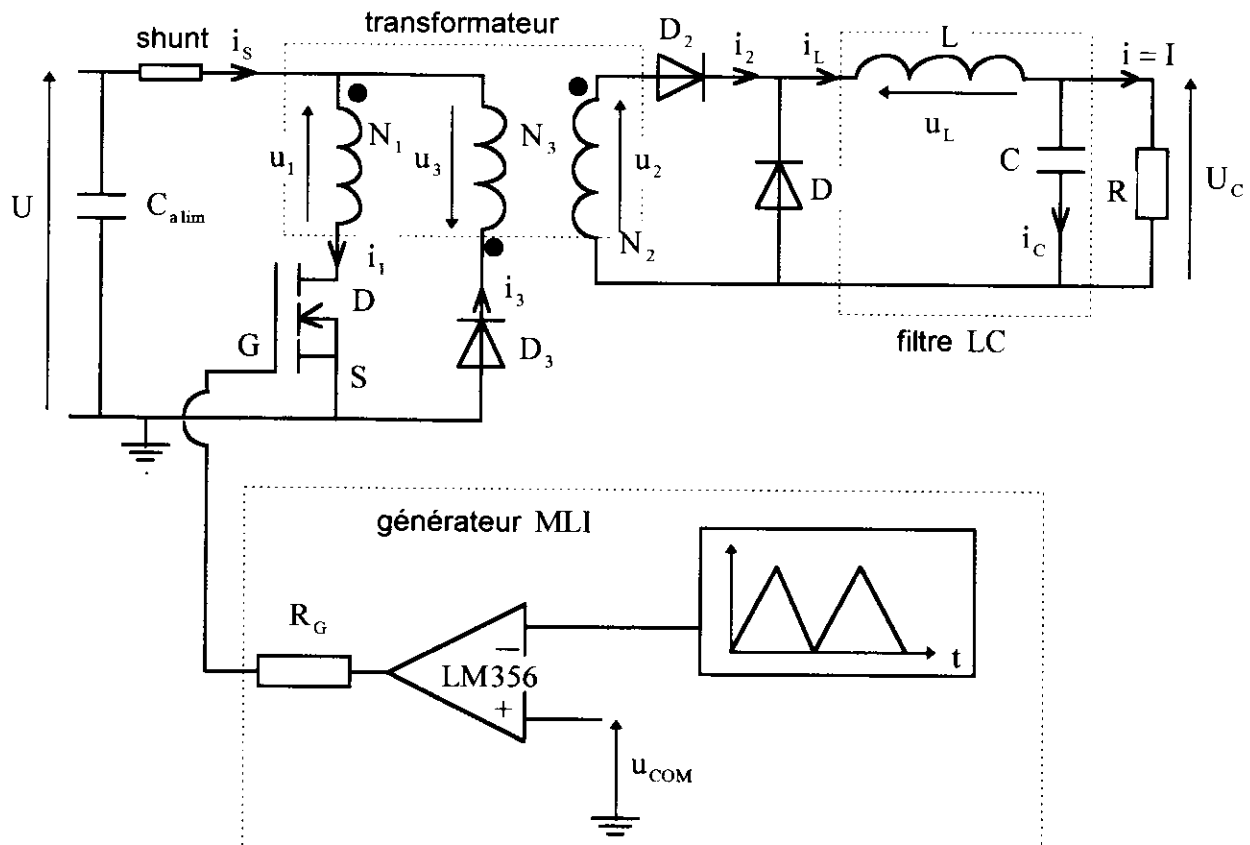 transformateur
shunt
i_S
D_2
i_2
i_L
L
i = I
u_1
N_1
u_3
N_3
u_2
u_L
U
C_alim
C
R
U_C
D
N_2
i_C
i_1
D
i_3
G
D_3
S
filtre LC
générateur MLI
R_G
−
LM356
+
t
u_COM